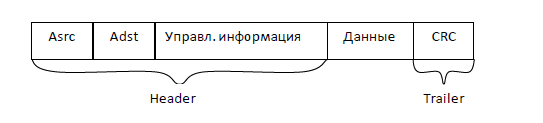 Asrc Adst Управл. информация Данные CRC
Header Trailer